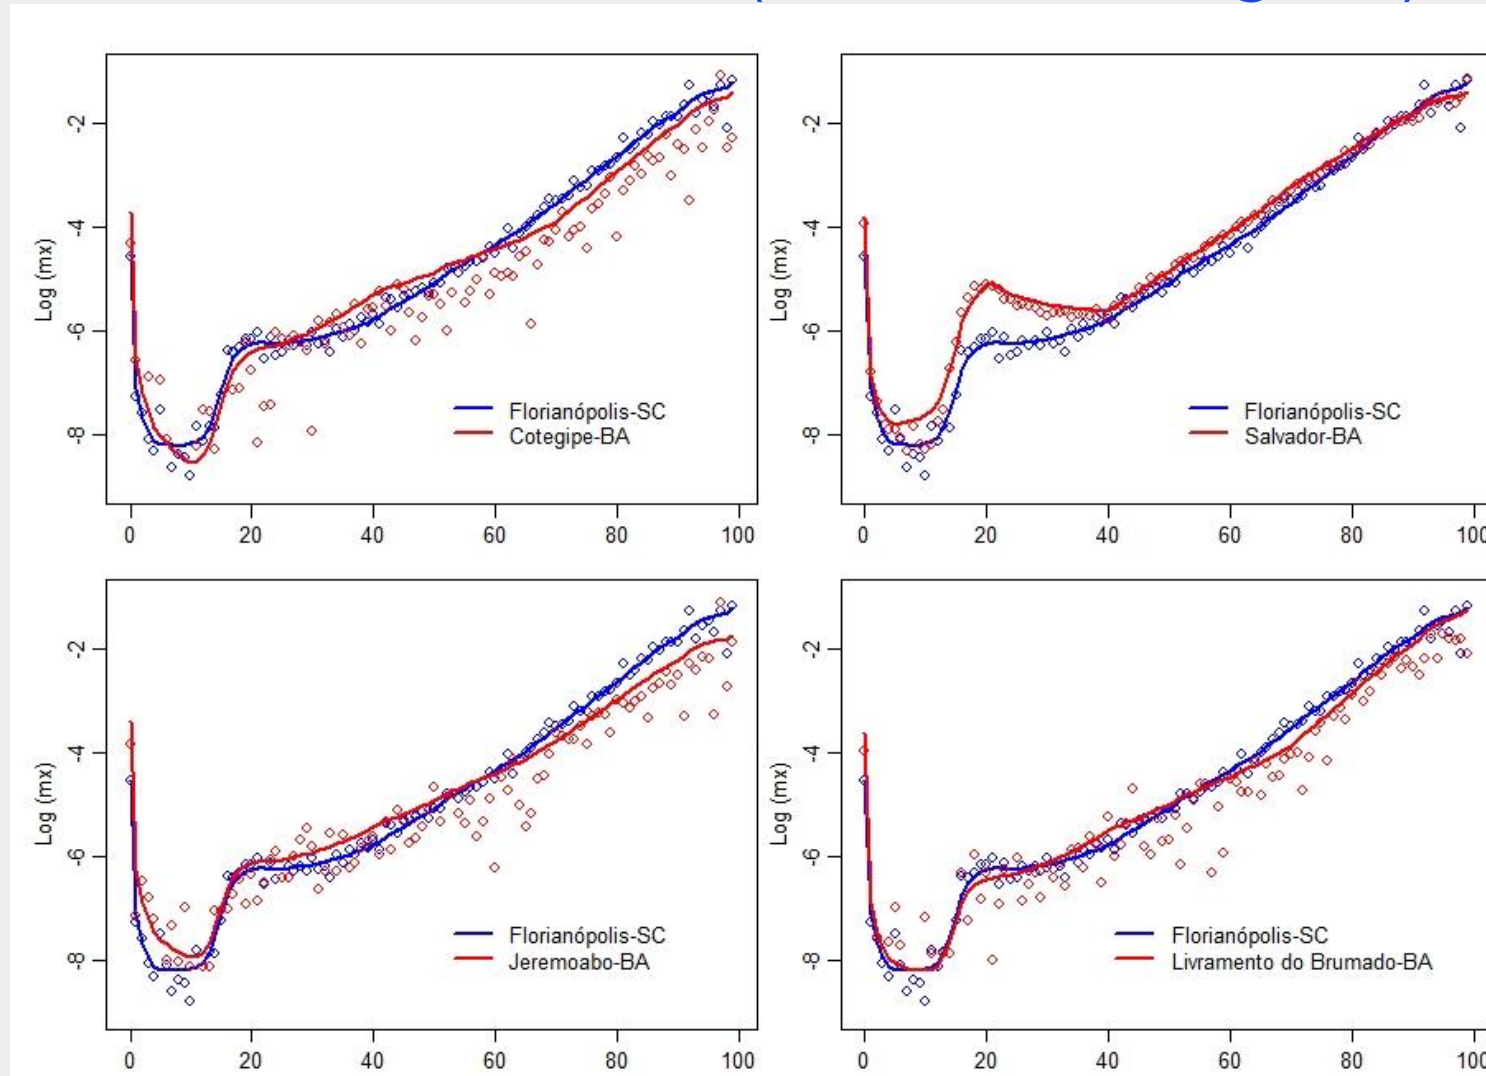 Log (mx)
-2
-4
-6
-8
0 20 40 60 80 100
Florianópolis-SC
Cotegipe-BA
Log (mx)
-2
-4
-6
-8
0 20 40 60 80 100
Florianópolis-SC
Salvador-BA
Log (mx)
-2
-4
-6
-8
0 20 40 60 80 100
Florianópolis-SC
Jeremoabo-BA
Log (mx)
-2
-4
-6
-8
0 20 40 60 80 100
Florianópolis-SC
Livramento do Brumado-BA